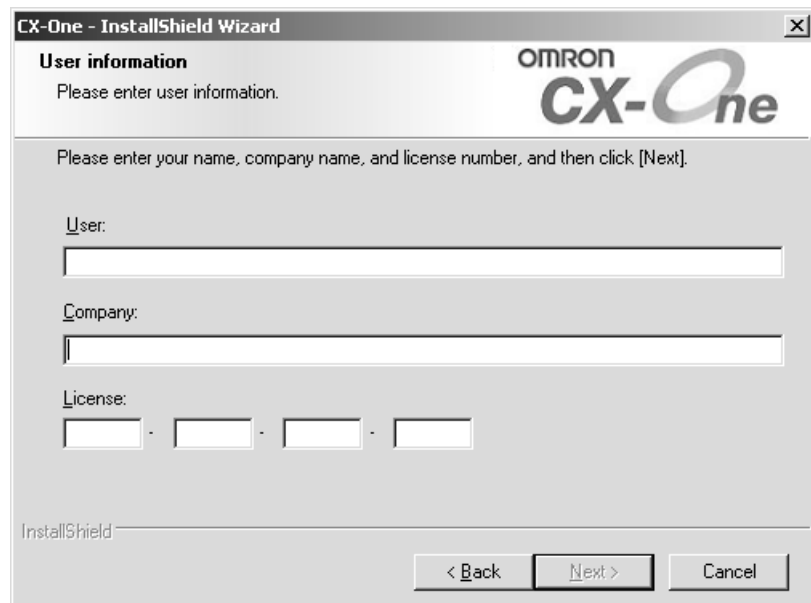 CX-One - InstallShield Wizard
User information
Please enter user information.
OMRON
CX-One
Please enter your name, company name, and license number, and then click [Next].
User:
Company:
License:
- - -
InstallShield
< Back Next > Cancel